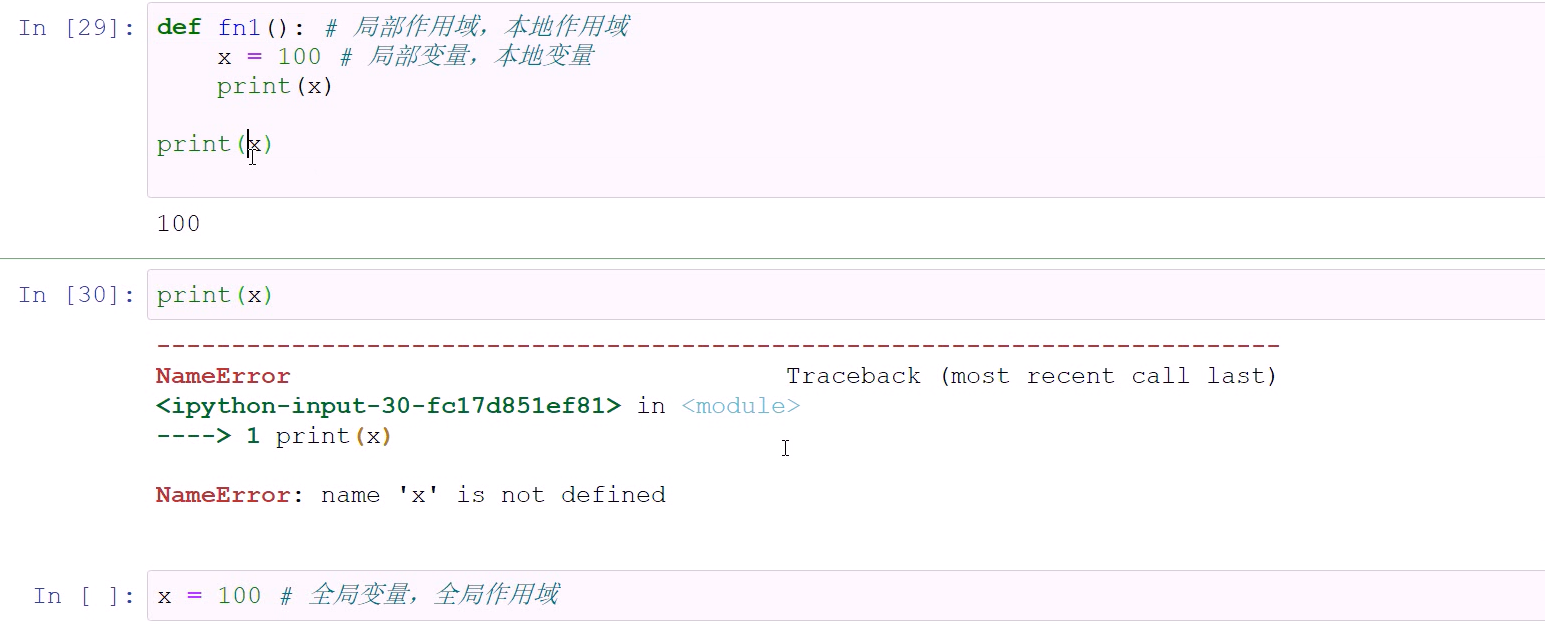 In [29]: def fn1(): # 局部作用域，本地作用域
    x = 100 # 局部变量，本地变量
    print(x)
print(x)
100
In [30]: print(x)
---------------------------------------------------------------------------
NameError                                 Traceback (most recent call last)
<ipython-input-30-fc17d851ef81> in <module>
----> 1 print(x)
NameError: name 'x' is not defined
In [ ]: x = 100 # 全局变量，全局作用域